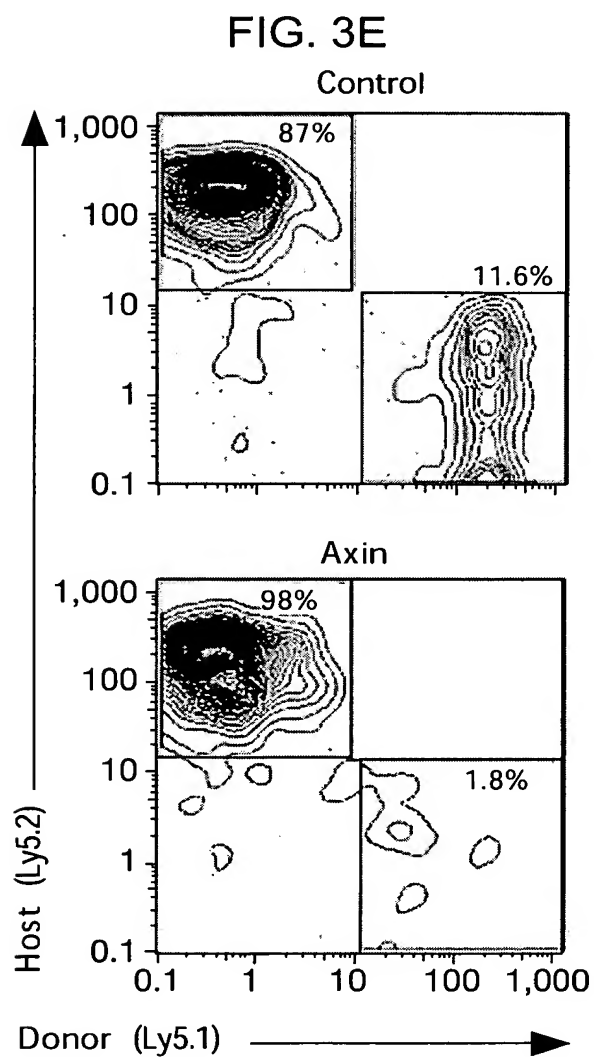 FIG. 3E
Control
1,000
87%
100
11.6%
10
1
0.1
Axin
1,000
98%
100
10
1.8%
1
0.1
Host (Ly5.2)
0.1 1 10 100 1,000
Donor (Ly5.1)